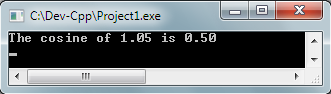 C:\Dev-Cpp\Project1.exe
The cosine of 1.05 is 0.50